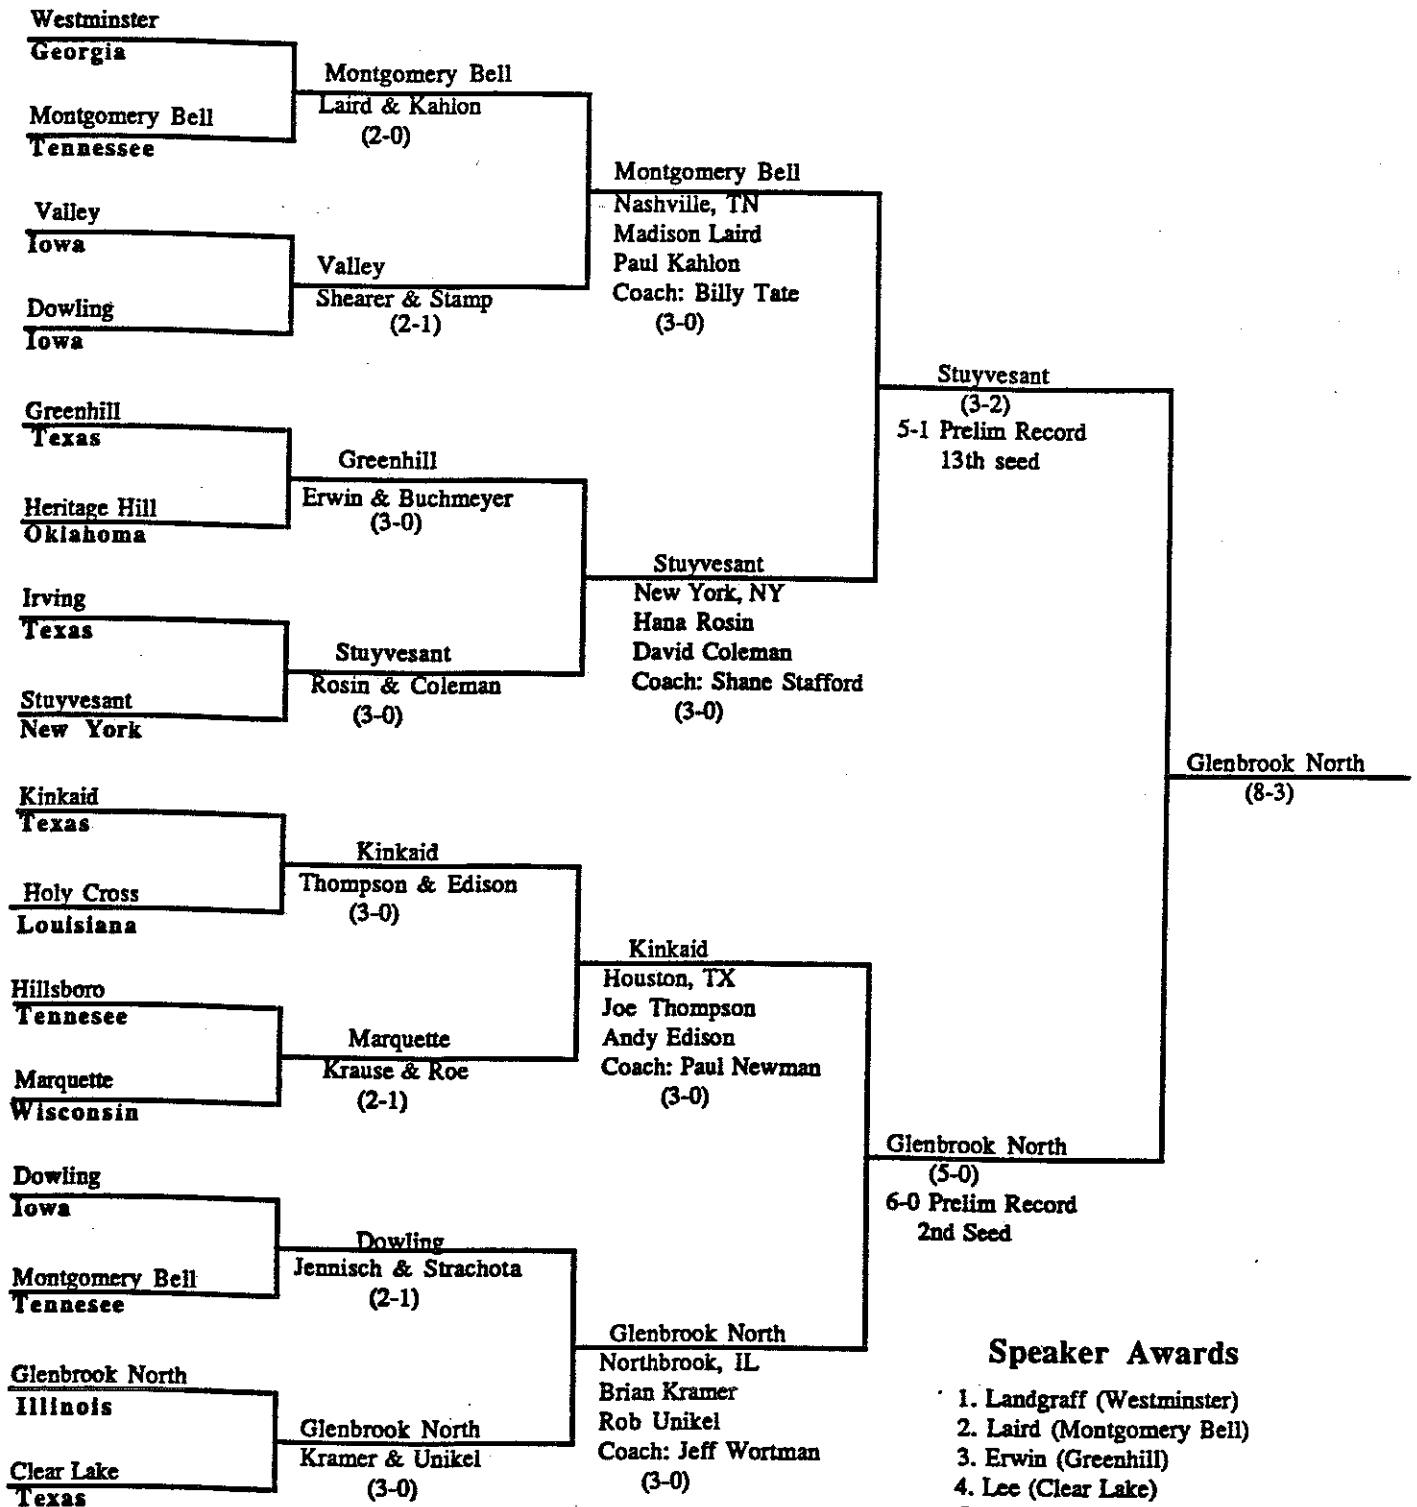 Westminster
Georgia
Montgomery Bell
Tennessee
Valley
Iowa
Dowling
Iowa
Greenhill
Texas
Heritage Hill
Oklahoma
Irving
Texas
Stuyvesant
New York
Kinkaid
Texas
Holy Cross
Louisiana
Hillsboro
Tennesee
Marquette
Wisconsin
Dowling
Iowa
Montgomery Bell
Tennesee
Glenbrook North
Illinois
Clear Lake
Texas
Montgomery Bell
Laird & Kahlon
(2-0)
Valley
Shearer & Stamp
(2-1)
Greenhill
Erwin & Buchmeyer
(3-0)
Stuyvesant
Rosin & Coleman
(3-0)
Kinkaid
Thompson & Edison
(3-0)
Marquette
Krause & Roe
(2-1)
Dowling
Jennisch & Strachota
(2-1)
Glenbrook North
Kramer & Unikel
(3-0)
Montgomery Bell
Nashville, TN
Madison Laird
Paul Kahlon
Coach: Billy Tate
(3-0)
Stuyvesant
New York, NY
Hana Rosin
David Coleman
Coach: Shane Stafford
(3-0)
Kinkaid
Houston, TX
Joe Thompson
Andy Edison
Coach: Paul Newman
(3-0)
Glenbrook North
Northbrook, IL
Brian Kramer
Rob Unikel
Coach: Jeff Wortman
(3-0)
Stuyvesant
(3-2)
5-1 Prelim Record
13th seed
Glenbrook North
(5-0)
6-0 Prelim Record
2nd Seed
Glenbrook North
(8-3)
Speaker Awards
1. Landgraff (Westminster)
2. Laird (Montgomery Bell)
3. Erwin (Greenhill)
4. Lee (Clear Lake)